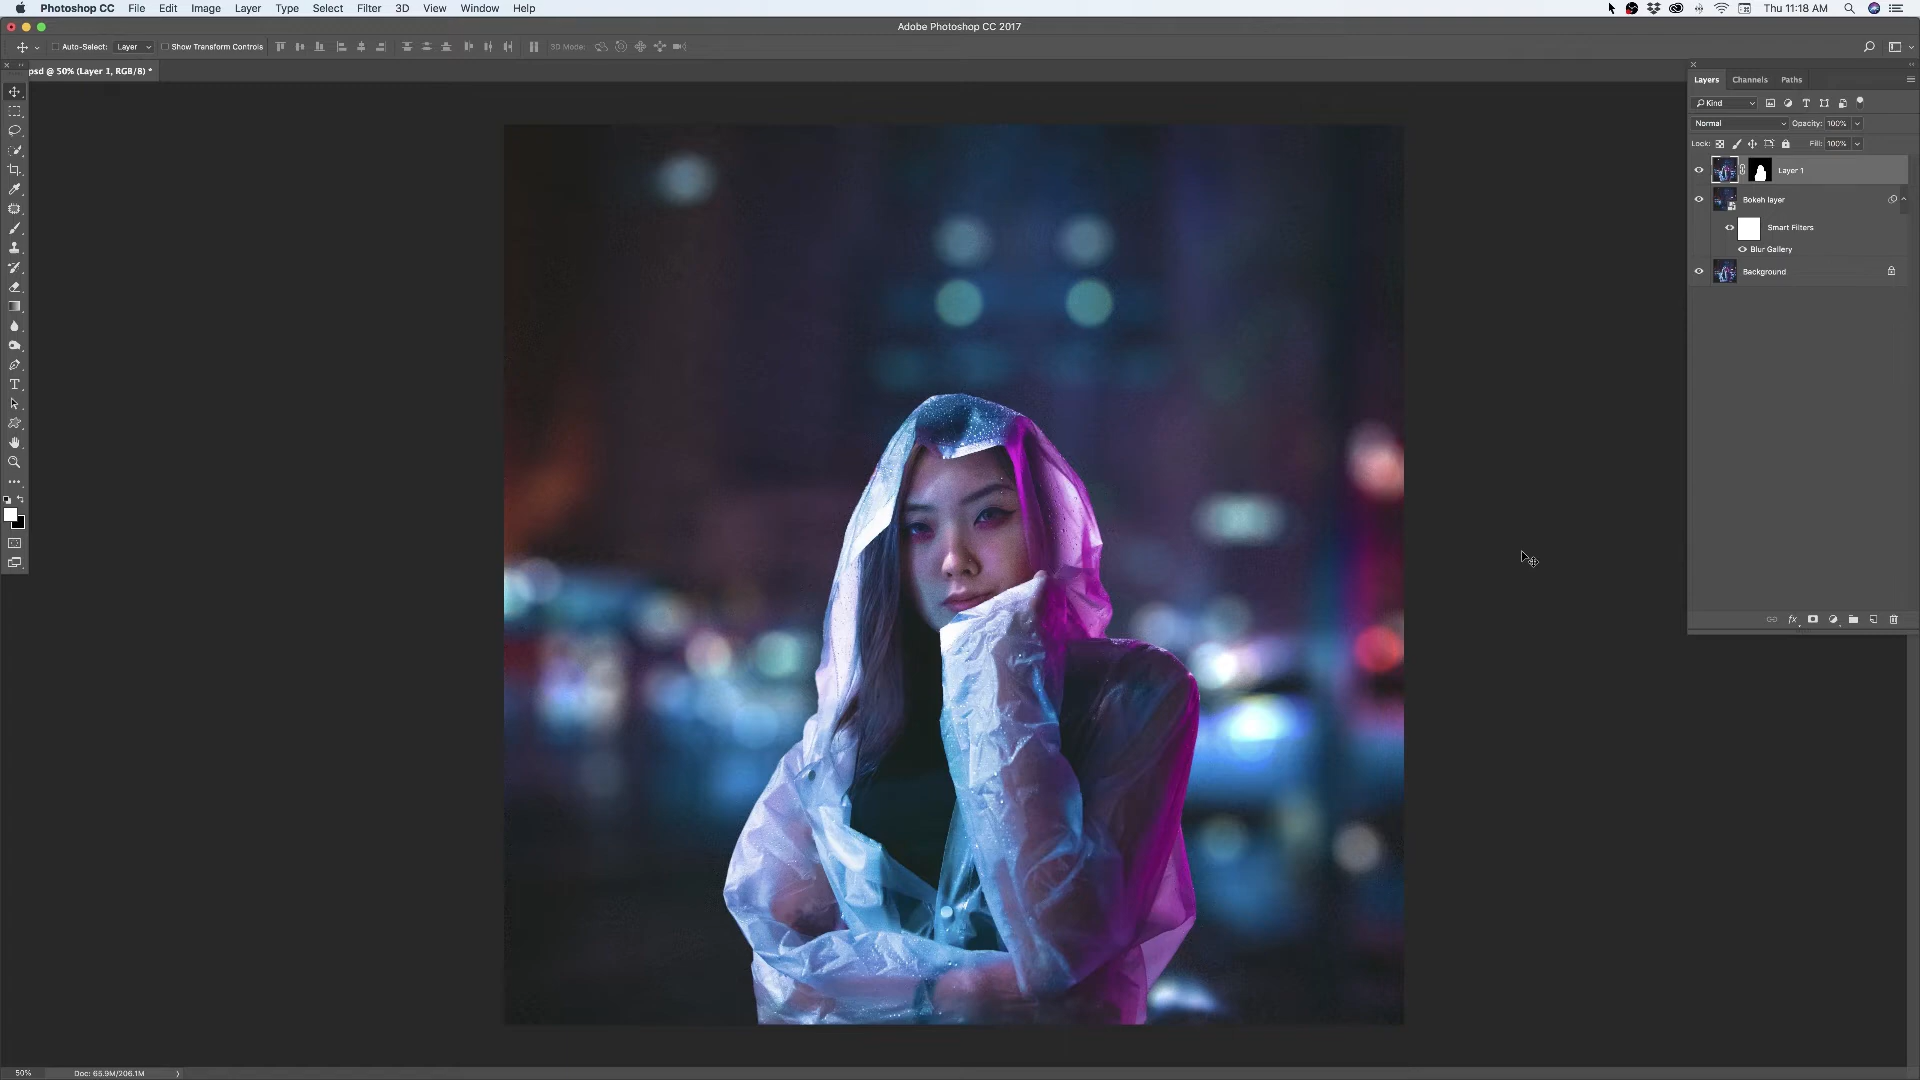 Photoshop CC File Edit Image Layer Type Select Filter 3D View Window Help Thu 11:18 AM
Adobe Photoshop CC 2017
Auto-Select: Layer Show Transform Controls 3D Mode:
psd @ 50% (Layer 1, RGB/8) *
Layers Channels Paths
Kind
Normal Opacity: 100%
Lock: Fill: 100%
Layer 1
Bokeh layer
Smart Filters
Blur Gallery
Background
50% Doc: 65.9M/206.1M